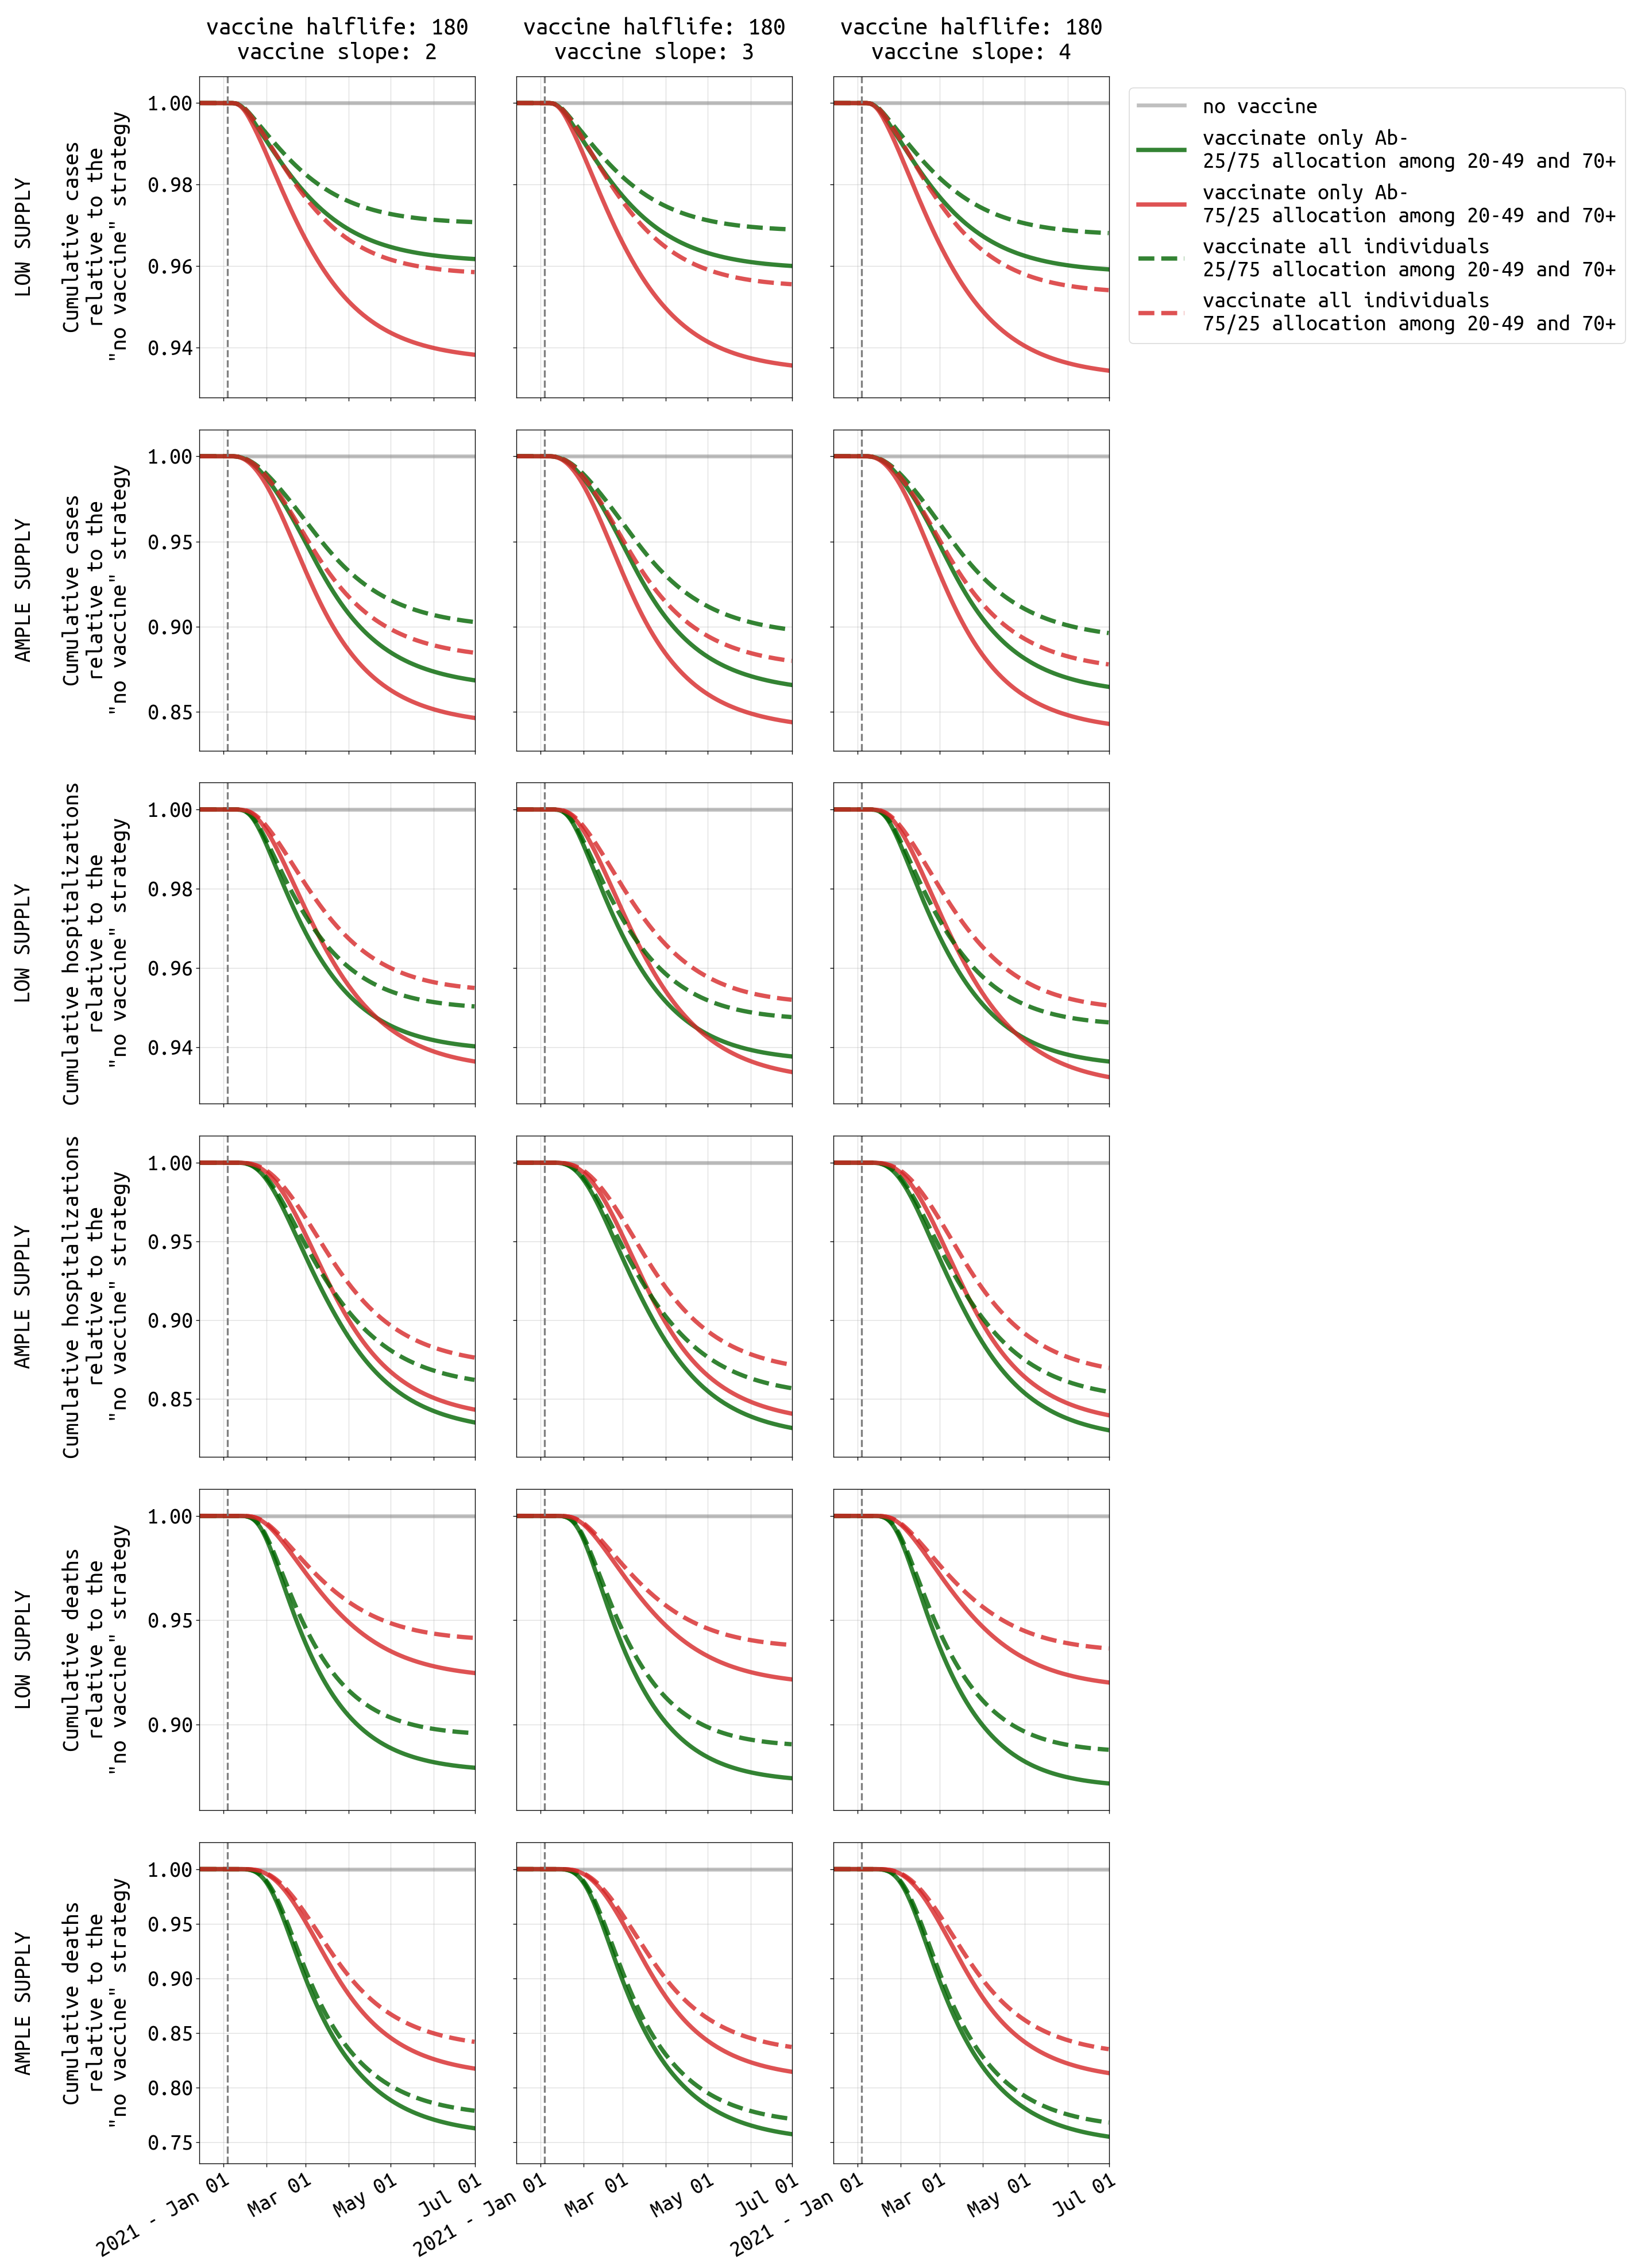 vaccine halflife: 180
vaccine slope: 2
vaccine halflife: 180
vaccine slope: 3
vaccine halflife: 180
vaccine slope: 4
no vaccine
vaccinate only Ab-
25/75 allocation among 20-49 and 70+
vaccinate only Ab-
75/25 allocation among 20-49 and 70+
vaccinate all individuals
25/75 allocation among 20-49 and 70+
vaccinate all individuals
75/25 allocation among 20-49 and 70+
LOW SUPPLY
Cumulative cases
relative to the
"no vaccine" strategy
1.00
0.98
0.96
0.94
AMPLE SUPPLY
Cumulative cases
relative to the
"no vaccine" strategy
1.00
0.95
0.90
0.85
LOW SUPPLY
Cumulative hospitalizations
relative to the
"no vaccine" strategy
1.00
0.98
0.96
0.94
AMPLE SUPPLY
Cumulative hospitalizations
relative to the
"no vaccine" strategy
1.00
0.95
0.90
0.85
LOW SUPPLY
Cumulative deaths
relative to the
"no vaccine" strategy
1.00
0.95
0.90
AMPLE SUPPLY
Cumulative deaths
relative to the
"no vaccine" strategy
1.00
0.95
0.90
0.85
0.80
0.75
2021 - Jan 01
Mar 01
May 01
Jul 01
2021 - Jan 01
Mar 01
May 01
Jul 01
2021 - Jan 01
Mar 01
May 01
Jul 01